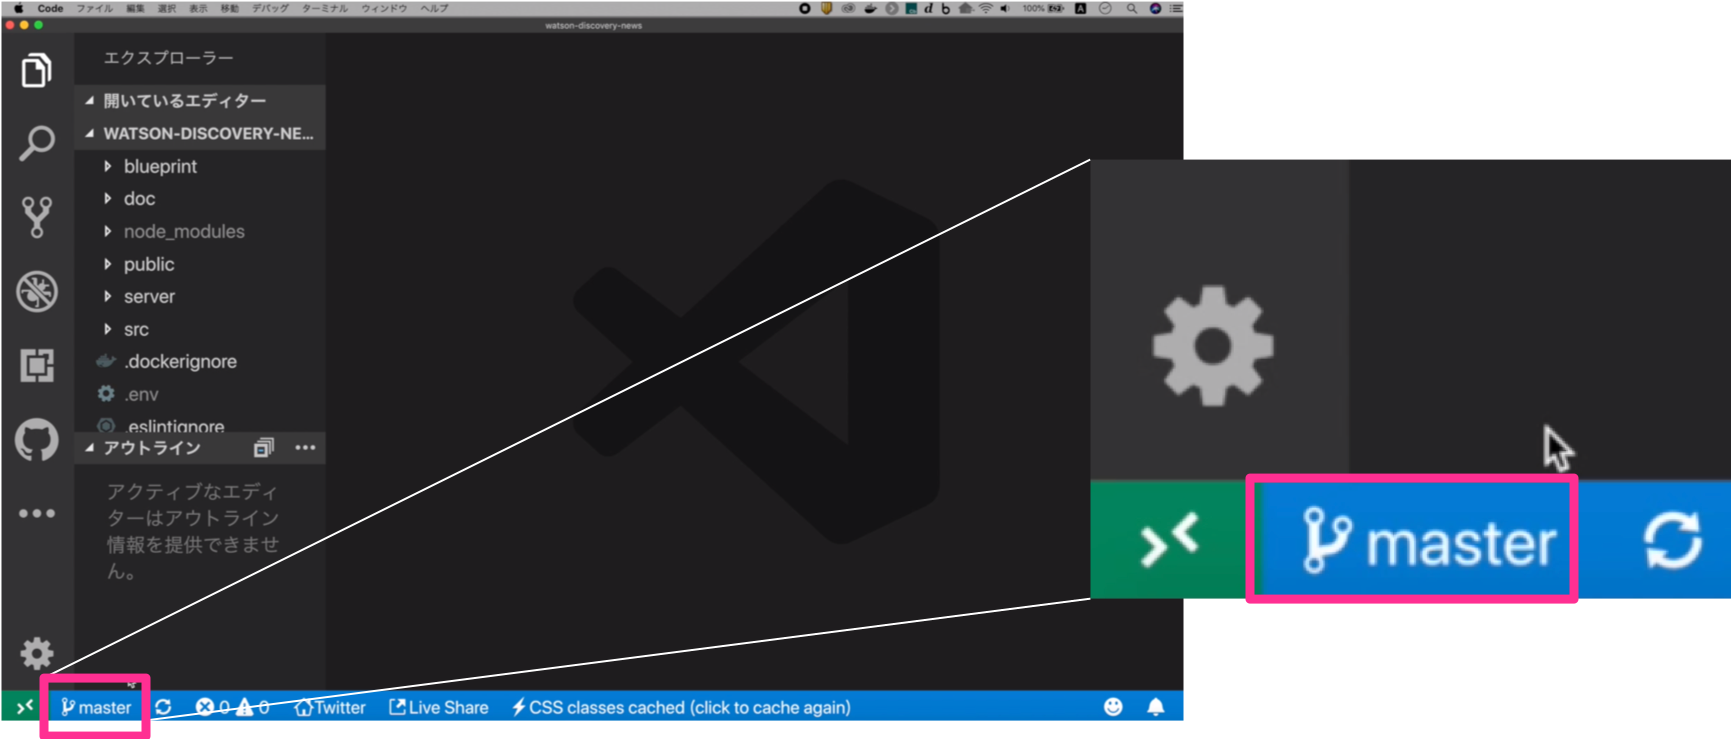 Code ファイル 編集 選択 表示 移動 デバッグ ターミナル ウィンドウ ヘルプ
100%
A
watson-discovery-news
エクスプローラー
開いているエディター
WATSON-DISCOVERY-NE...
blueprint
doc
node_modules
public
server
src
.dockerignore
.env
.eslintignore
アウトライン
アクティブなエディ
ターはアウトライン
情報を提供できませ
ん。
master 0 0 Twitter Live Share CSS classes cached (click to cache again)
master